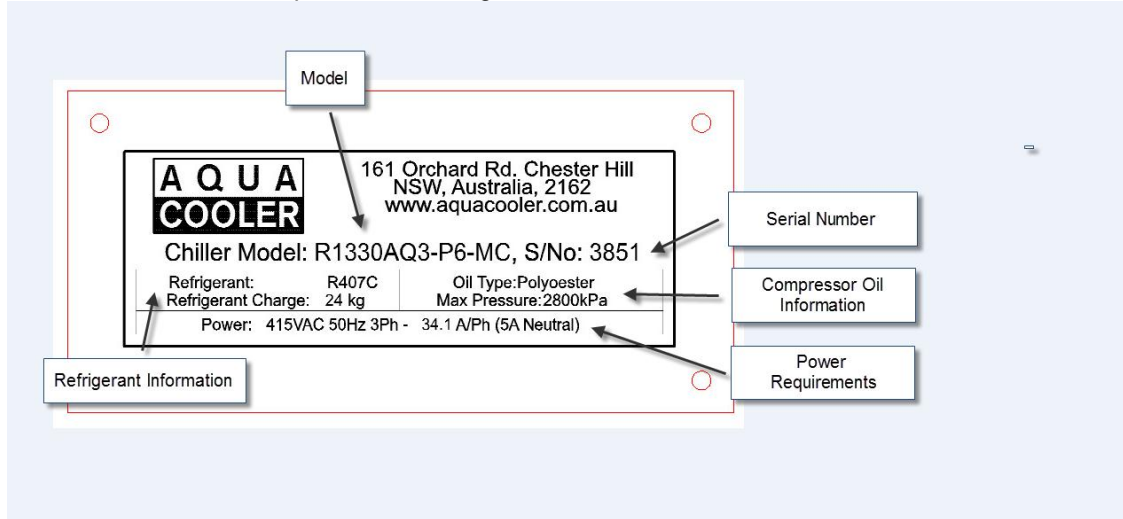 Model
AQUA
COOLER
161 Orchard Rd. Chester Hill
NSW, Australia, 2162
www.aquacooler.com.au
Serial Number
Chiller Model: R1330AQ3-P6-MC, S/No: 3851
Refrigerant: R407C
Refrigerant Charge: 24 kg
Oil Type:Polyoester
Max Pressure:2800kPa
Compressor Oil
Information
Power: 415VAC 50Hz 3Ph - 34.1 A/Ph (5A Neutral)
Power
Requirements
Refrigerant Information